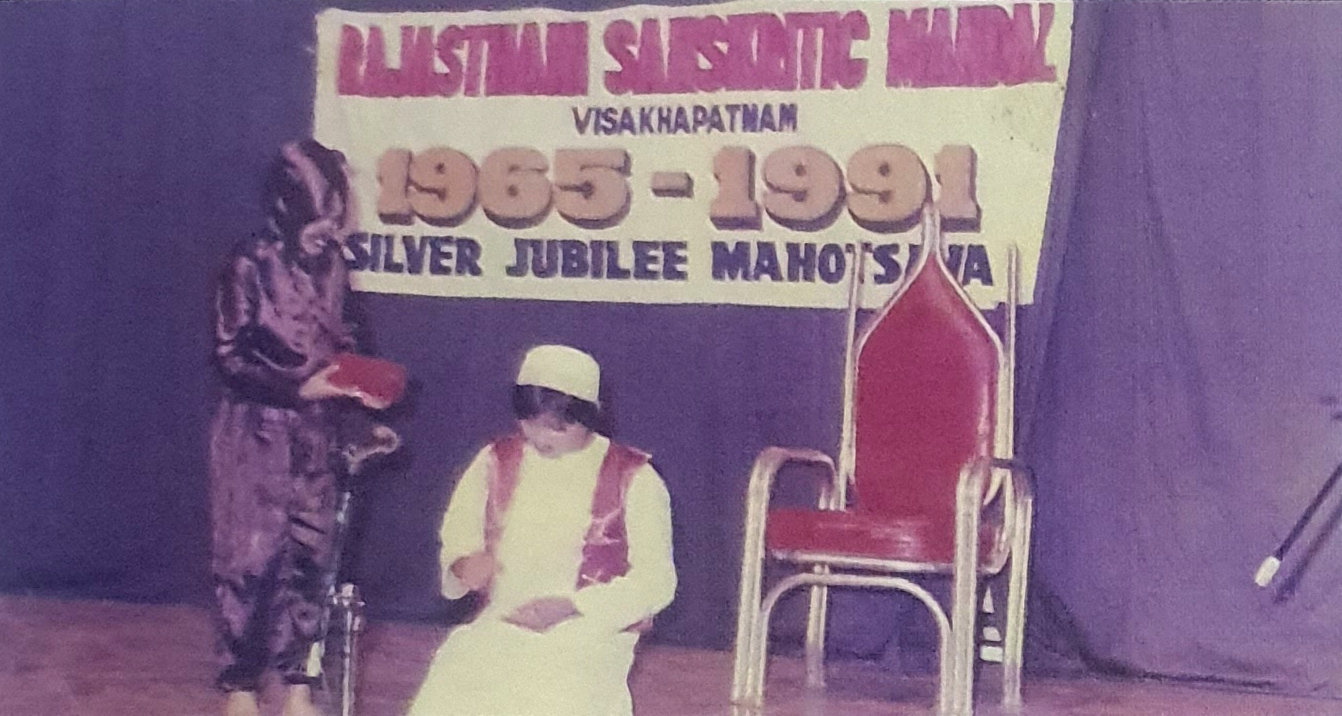 RAJASTHAN SANSKRITIC MANDAL
VISAKHAPATNAM
1965 - 1991
SILVER JUBILEE MAHOTSAVA